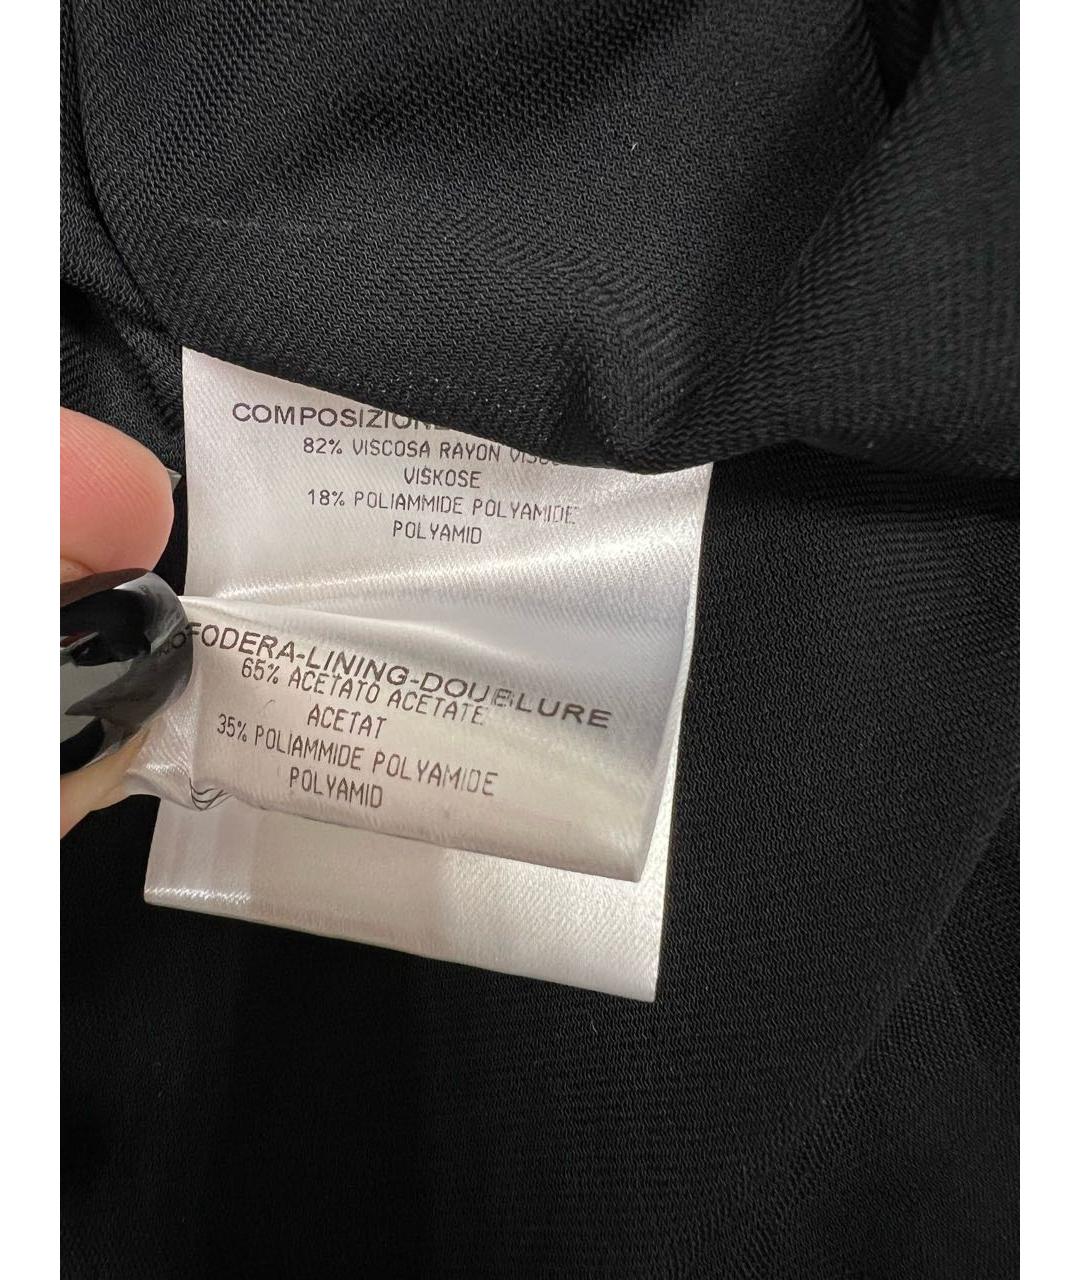 82% VISCOSA RAYON
VISKOSE
18% POLIAMMIDE POLYAMIDE
POLYAMID
FODERA-LINING-DOUBLURE
65% ACETATO ACETATE
ACETAT
35% POLIAMMIDE POLYAMIDE
POLYAMID